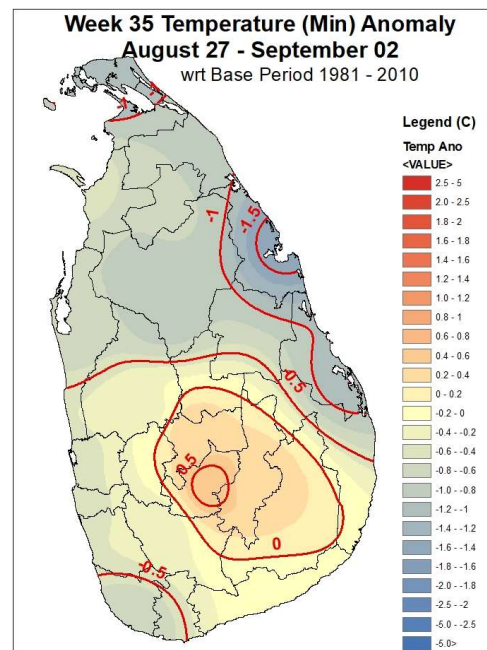 Week 35 Temperature (Min) Anomaly
August 27 - September 02
wrt Base Period 1981 - 2010
Legend (C)
Temp Ano
<VALUE>
2.5 - 5
2.0 - 2.5
1.8 - 2
1.6 - 1.8
1.4 - 1.6
1.2 - 1.4
1.0 - 1.2
0.8 - 1
0.6 - 0.8
0.4 - 0.6
0.2 - 0.4
0 - 0.2
-0.2 - 0
-0.4 - -0.2
-0.6 - -0.4
-0.8 - -0.6
-1.0 - -0.8
-1.2 - -1
-1.4 - -1.2
-1.6 - -1.4
-1.8 - -1.6
-2.0 - -1.8
-2.5 - -2
-5.0 - -2.5
-5.0>
-1
-1
-1
-1.5
-0.5
0.5
0
-0.5